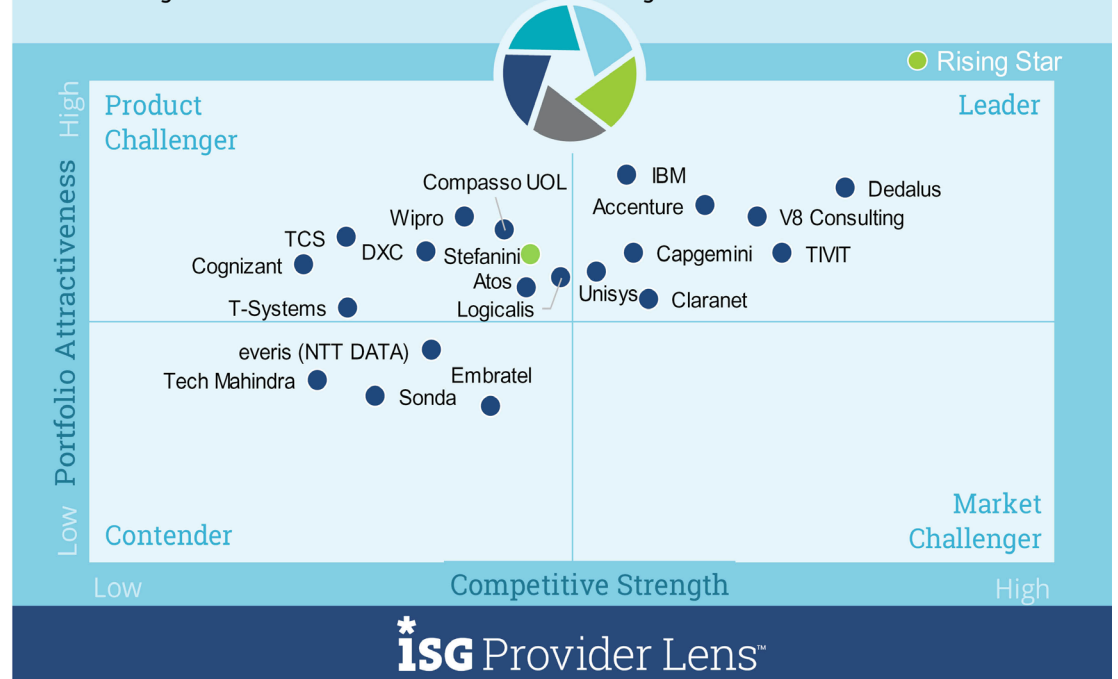 Rising Star
High
Product
Challenger
Leader
Compasso UOL
IBM
Dedalus
Wipro
Accenture
V8 Consulting
TCS
DXC
Stefanini
Capgemini
TIVIT
Cognizant
Atos
Unisys
Claranet
T-Systems
Logicalis
Portfolio Attractiveness
everis (NTT DATA)
Tech Mahindra
Embratel
Sonda
Low
Contender
Market
Challenger
Low
Competitive Strength
High
iSG Provider Lens™